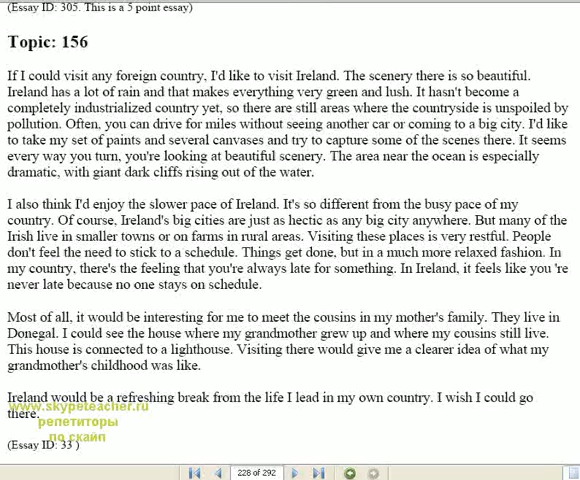 (Essay ID: 305. This is a 5 point essay)
Topic: 156
If I could visit any foreign country, I'd like to visit Ireland. The scenery there is so beautiful.
Ireland has a lot of rain and that makes everything very green and lush. It hasn't become a
completely industrialized country yet, so there are still areas where the countryside is unspoiled by
pollution. Often, you can drive for miles without seeing another car or coming to a big city. I'd like
to take my set of paints and several canvases and try to capture some of the scenes there. It seems
every way you turn, you're looking at beautiful scenery. The area near the ocean is especially
dramatic, with giant dark cliffs rising out of the water.
I also think I'd enjoy the slower pace of Ireland. It's so different from the busy pace of my
country. Of course, Ireland's big cities are just as hectic as any big city anywhere. But many of the
Irish live in smaller towns or on farms in rural areas. Visiting these places is very restful. People
don't feel the need to stick to a schedule. Things get done, but in a much more relaxed fashion. In
my country, there's the feeling that you're always late for something. In Ireland, it feels like you 're
never late because no one stays on schedule.
Most of all, it would be interesting for me to meet the cousins in my mother's family. They live in
Donegal. I could see the house where my grandmother grew up and where my cousins still live.
This house is connected to a lighthouse. Visiting there would give me a clearer idea of what my
grandmother's childhood was like.
Ireland would be a refreshing break from the life I lead in my own country. I wish I could go
www.skypeteacher.ru
there.
репетиторы
по скайп
(Essay ID: 33 )
228 of 292